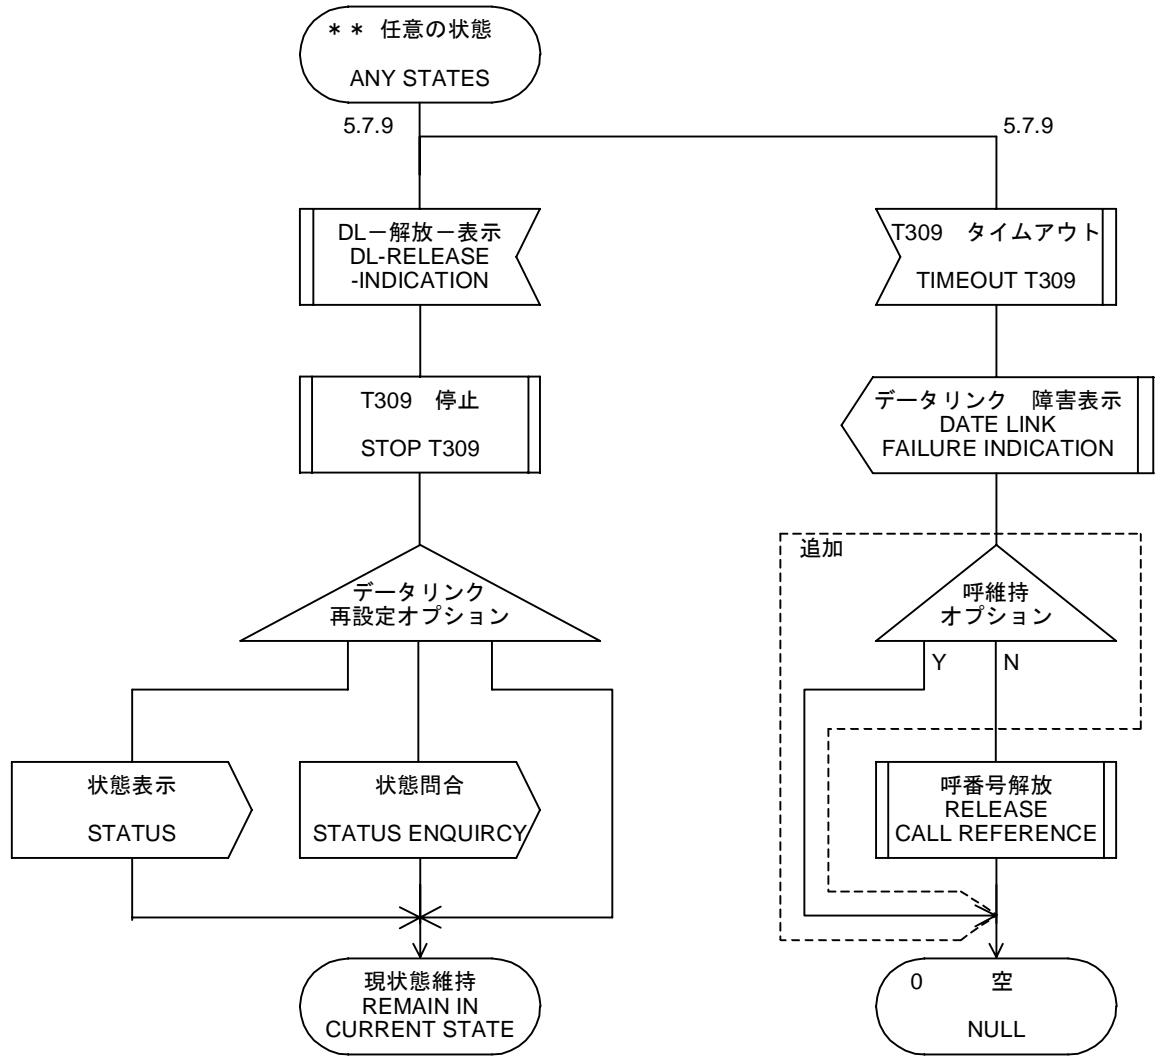 ** 任意の状態
ANY STATES
5.7.9
5.7.9
DL－解放－表示
DL-RELEASE
-INDICATION
T309　タイムアウト
TIMEOUT T309
T309　停止
STOP T309
データリンク　障害表示
DATE LINK
FAILURE INDICATION
追加
データリンク
再設定オプション
呼維持
オプション
Y
N
状態表示
STATUS
状態問合
STATUS ENQUIRCY
呼番号解放
RELEASE
CALL REFERENCE
現状態維持
REMAIN IN
CURRENT STATE
0　空
NULL